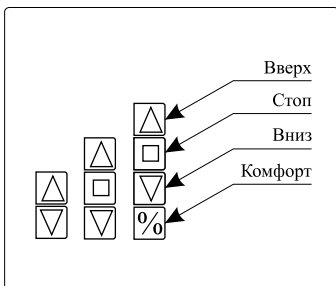 Вверх
Стоп
Вниз
Комфорт
%